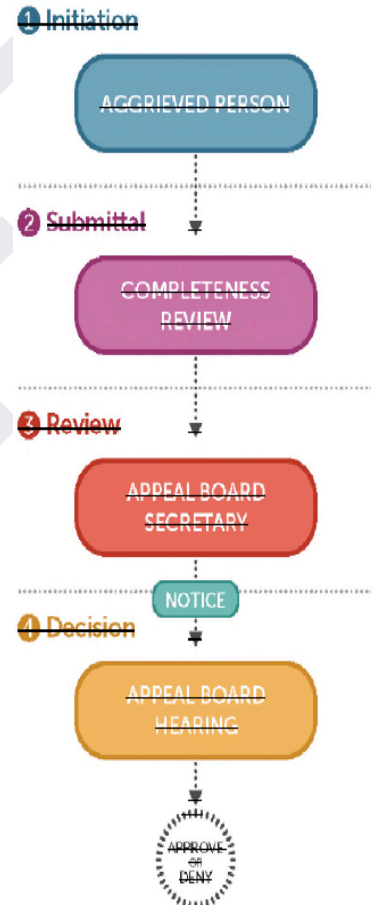 1 Initiation
AGGRIEVED PERSON
2 Submittal
COMPLETENESS
REVIEW
3 Review
APPEAL BOARD
SECRETARY
NOTICE
4 Decision
APPEAL BOARD
HEARING
APPROVE
OR
DENY